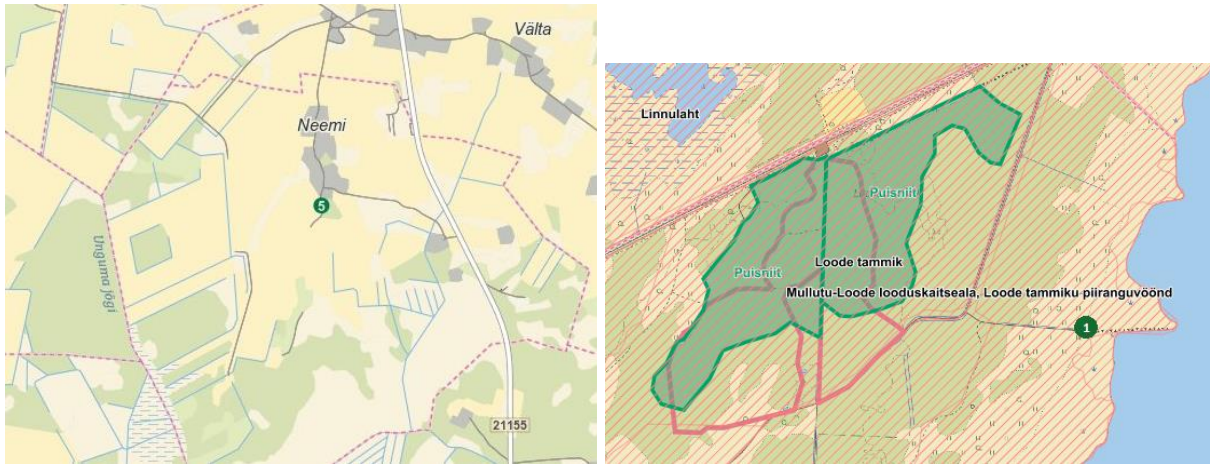 Välta
Neemi
5
Unguma jõgi
21155
Linnulaht
Puisniit
Loode tammik
Puisniit
Mullutu-Loode looduskaitseala, Loode tammiku piiranguvöönd
1